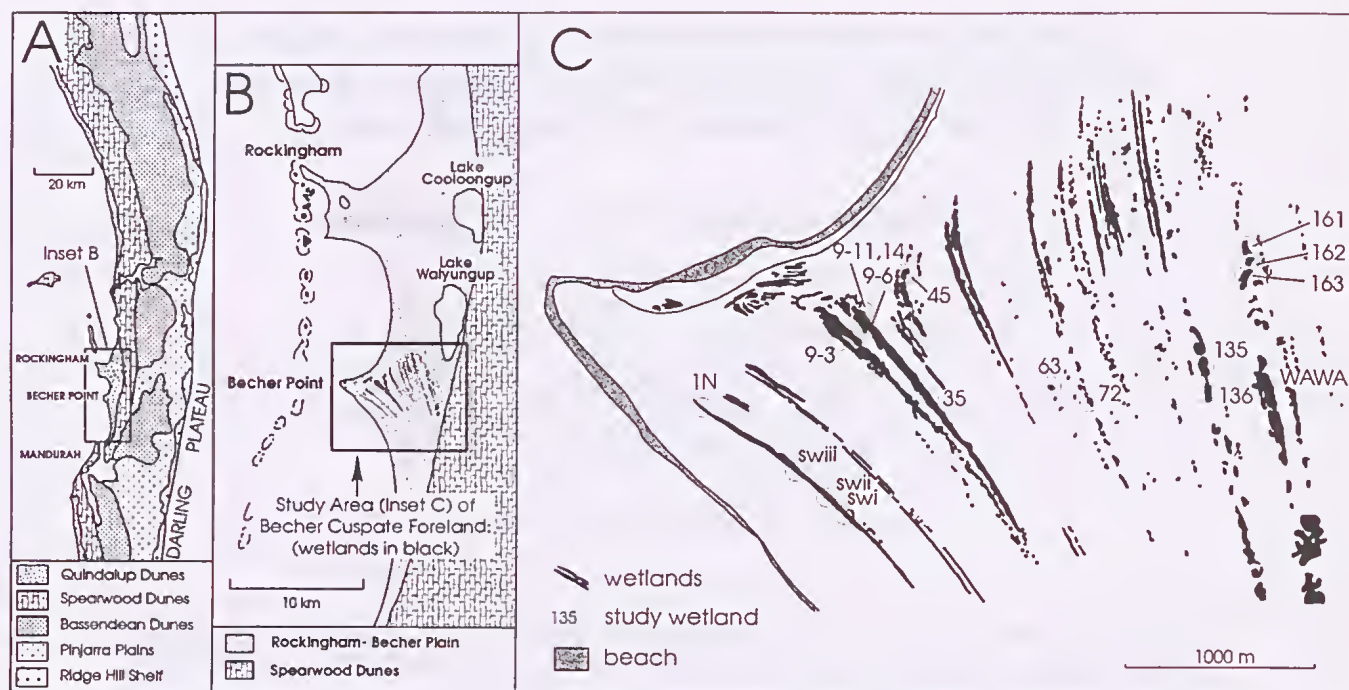 A
20 km
Inset B
ROCKINGHAM
BECHER POINT
MANDURAH
DARLING PLATEAU
Quindalup Dunes
Spearwood Dunes
Bassendean Dunes
Pinjarra Plains
Ridge Hill Shelf
B
Rockingham
Lake
Cooloongup
Lake
Walyungup
Becher Point
Study Area (Inset C) of
Becher Cuspate Foreland:
(wetlands in black)
10 km
Rockingham- Becher Plain
Spearwood Dunes
C
9-11,14
9-6
45
161
162
163
9-3
35
63
72
135
136
WAWA
1N
swiii
swii
swi
wetlands
135 study wetland
beach
1000 m